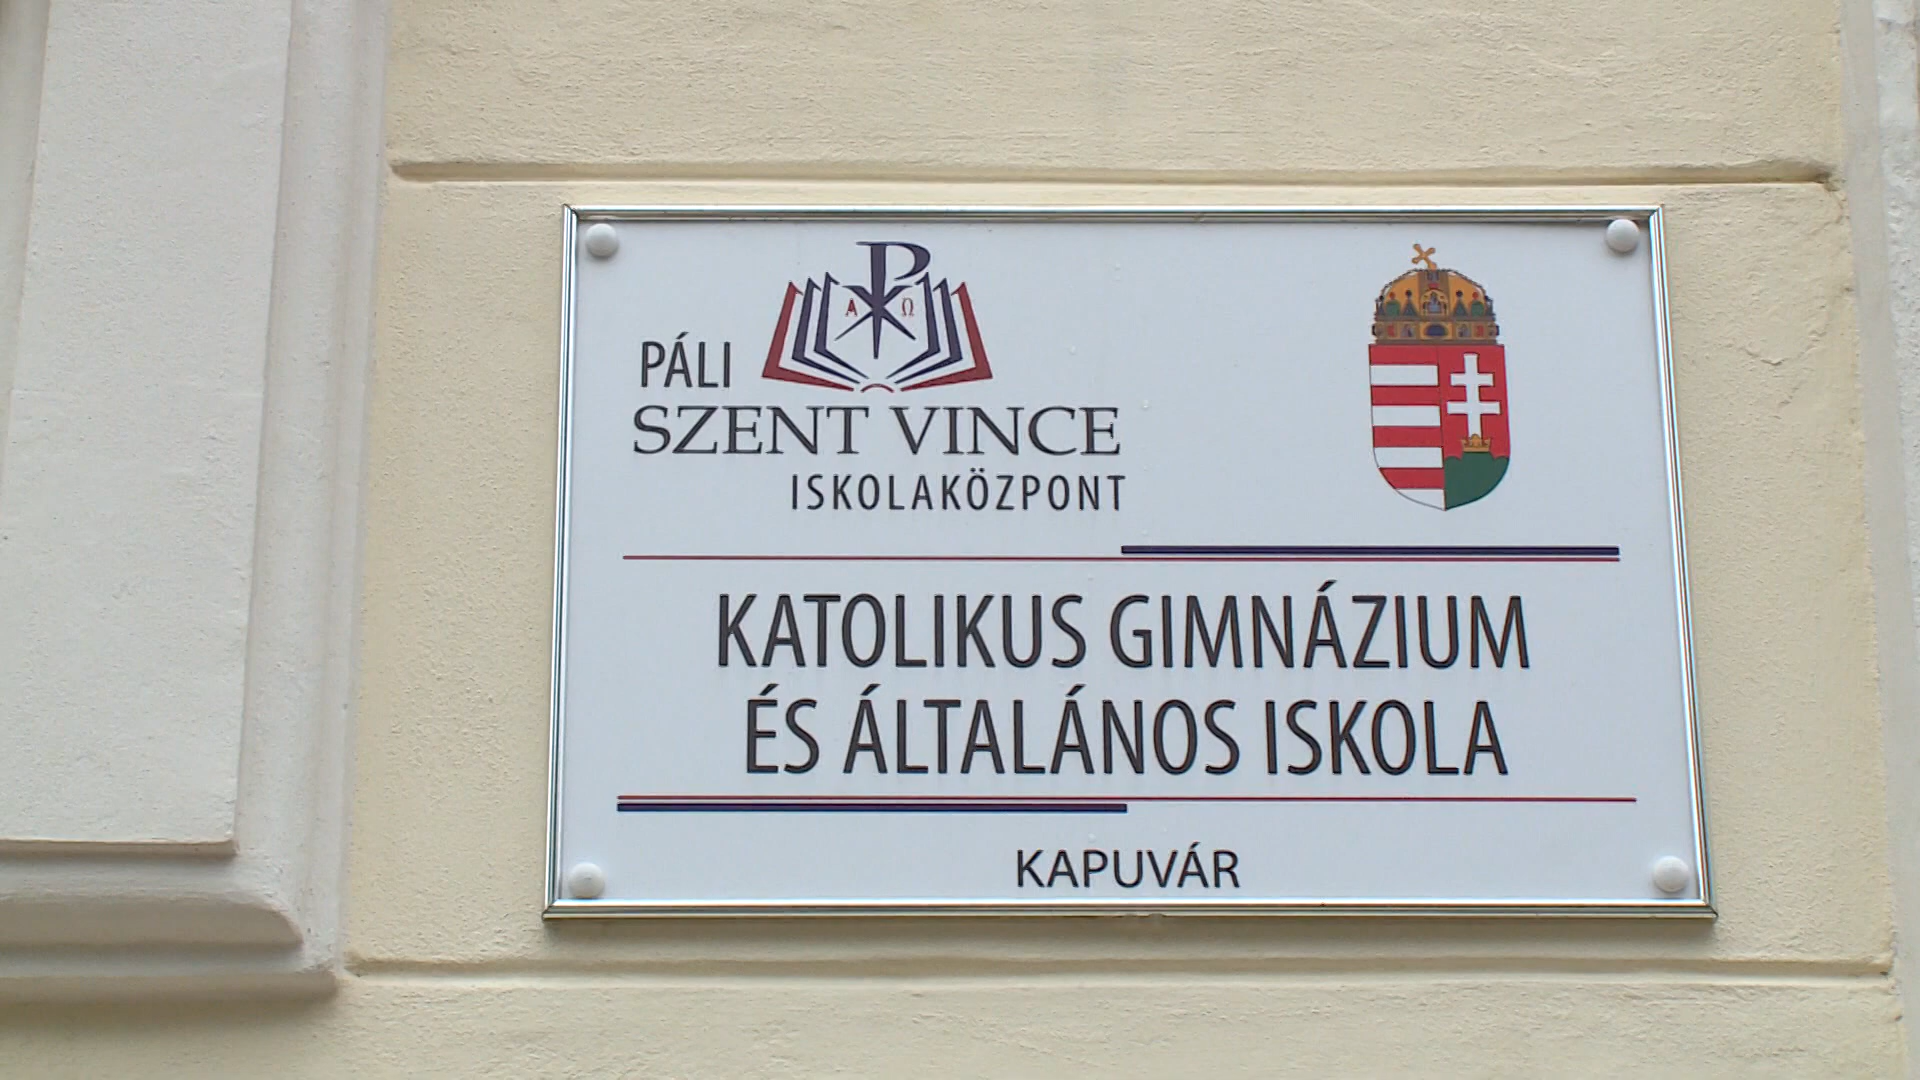 Α Ω
PÁLI
SZENT VINCE
ISKOLAKÖZPONT
KATOLIKUS GIMNÁZIUM
ÉS ÁLTALÁNOS ISKOLA
KAPUVÁR